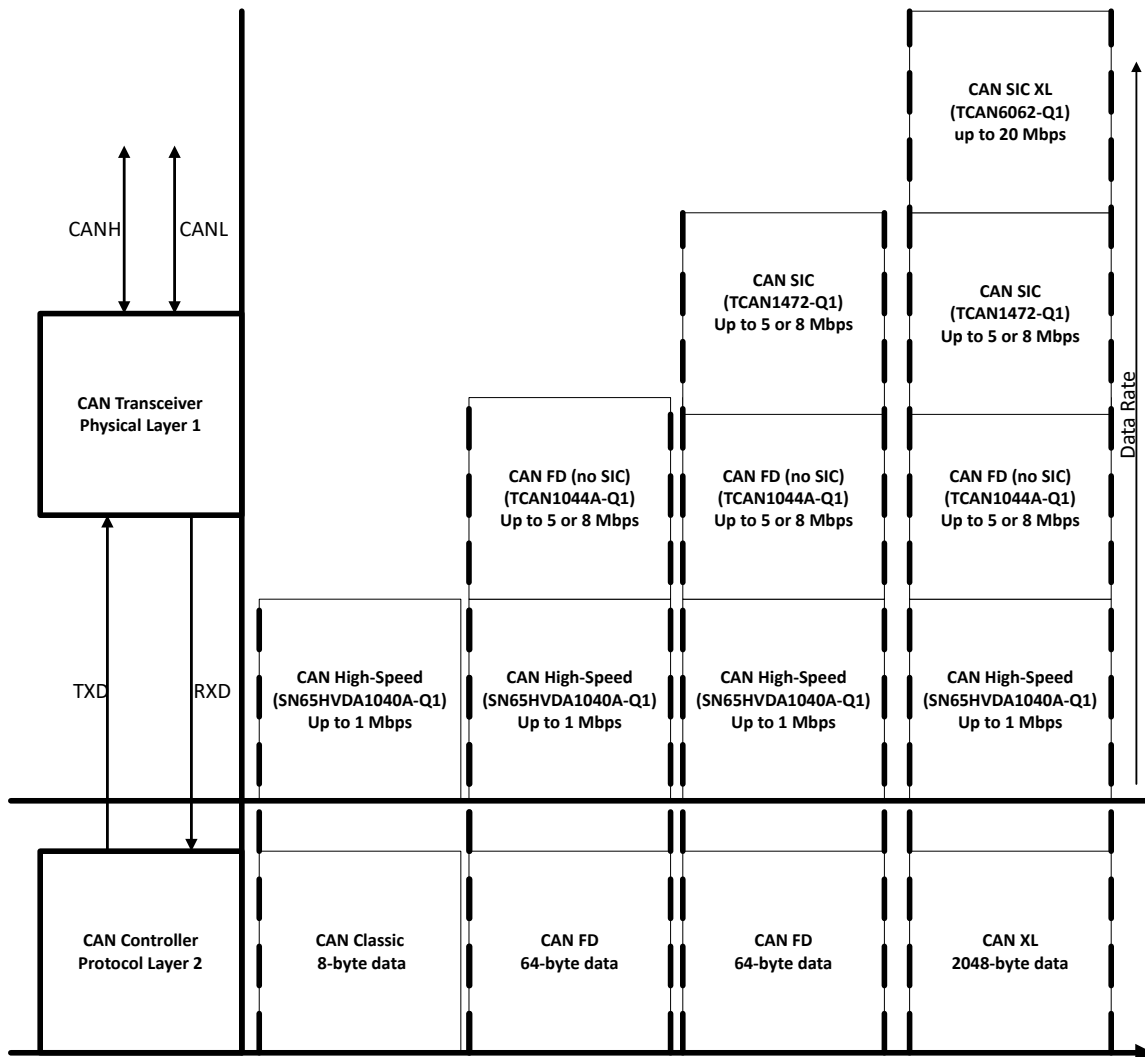 CAN SIC XL
(TCAN6062-Q1)
up to 20 Mbps
CANH
CANL
CAN SIC
(TCAN1472-Q1)
Up to 5 or 8 Mbps
CAN SIC
(TCAN1472-Q1)
Up to 5 or 8 Mbps
Data Rate
CAN Transceiver
Physical Layer 1
CAN FD (no SIC)
(TCAN1044A-Q1)
Up to 5 or 8 Mbps
CAN FD (no SIC)
(TCAN1044A-Q1)
Up to 5 or 8 Mbps
CAN FD (no SIC)
(TCAN1044A-Q1)
Up to 5 or 8 Mbps
TXD
RXD
CAN High-Speed
(SN65HVDA1040A-Q1)
Up to 1 Mbps
CAN High-Speed
(SN65HVDA1040A-Q1)
Up to 1 Mbps
CAN High-Speed
(SN65HVDA1040A-Q1)
Up to 1 Mbps
CAN High-Speed
(SN65HVDA1040A-Q1)
Up to 1 Mbps
CAN Controller
Protocol Layer 2
CAN Classic
8-byte data
CAN FD
64-byte data
CAN FD
64-byte data
CAN XL
2048-byte data